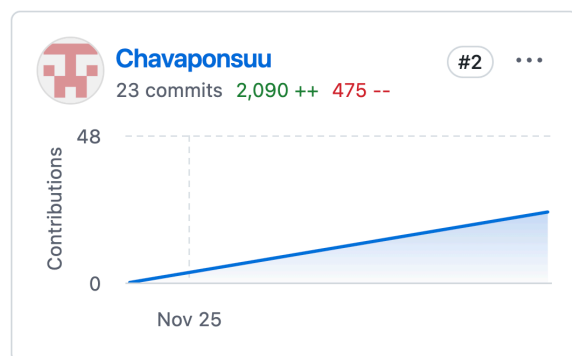 Chavaponsuu
#2
23 commits 2,090 ++ 475 --
48
Contributions
0
Nov 25